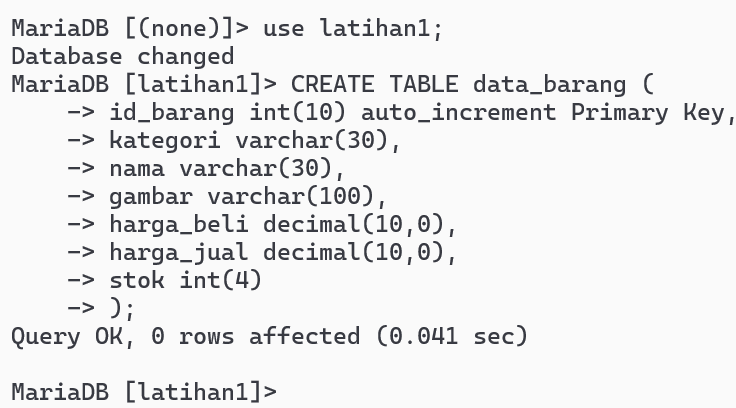 MariaDB [(none)]> use latihan1;
Database changed
MariaDB [latihan1]> CREATE TABLE data_barang (
    -> id_barang int(10) auto_increment Primary Key,
    -> kategori varchar(30),
    -> nama varchar(30),
    -> gambar varchar(100),
    -> harga_beli decimal(10,0),
    -> harga_jual decimal(10,0),
    -> stok int(4)
    -> );
Query OK, 0 rows affected (0.041 sec)
MariaDB [latihan1]>